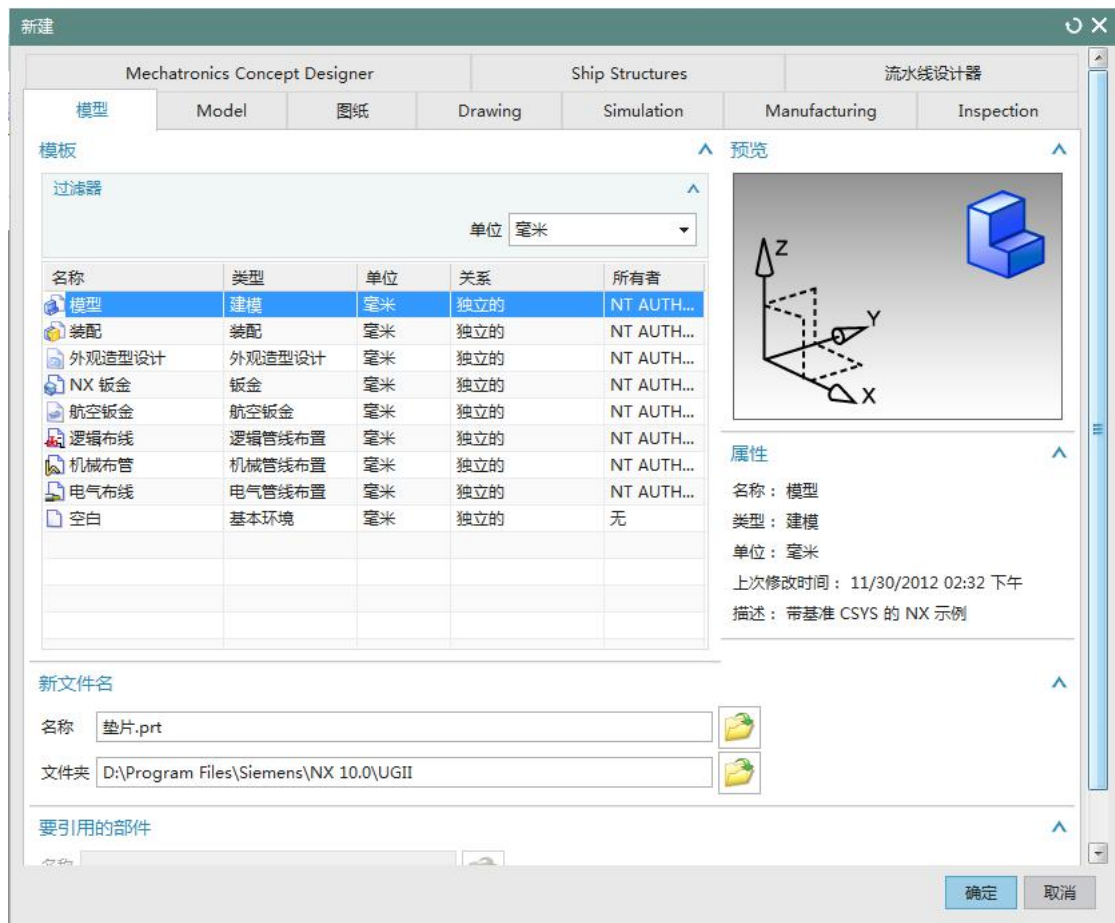 新建
Mechatronics Concept Designer Ship Structures 流水线设计器
模型 Model 图纸 Drawing Simulation Manufacturing Inspection
模板
过滤器
单位 毫米
名称 类型 单位 关系 所有者
模型 建模 毫米 独立的 NT AUTH...
装配 装配 毫米 独立的 NT AUTH...
外观造型设计 外观造型设计 毫米 独立的 NT AUTH...
NX 钣金 钣金 毫米 独立的 NT AUTH...
航空钣金 航空钣金 毫米 独立的 NT AUTH...
逻辑布线 逻辑管线布置 毫米 独立的 NT AUTH...
机械布管 机械管线布置 毫米 独立的 NT AUTH...
电气布线 电气管线布置 毫米 独立的 NT AUTH...
空白 基本环境 毫米 独立的 无
预览
Z
Y
X
属性
名称： 模型
类型： 建模
单位： 毫米
上次修改时间： 11/30/2012 02:32 下午
描述： 带基准 CSYS 的 NX 示例
新文件名
名称 垫片.prt
文件夹 D:\Program Files\Siemens\NX 10.0\UGII
要引用的部件
名称
确定 取消